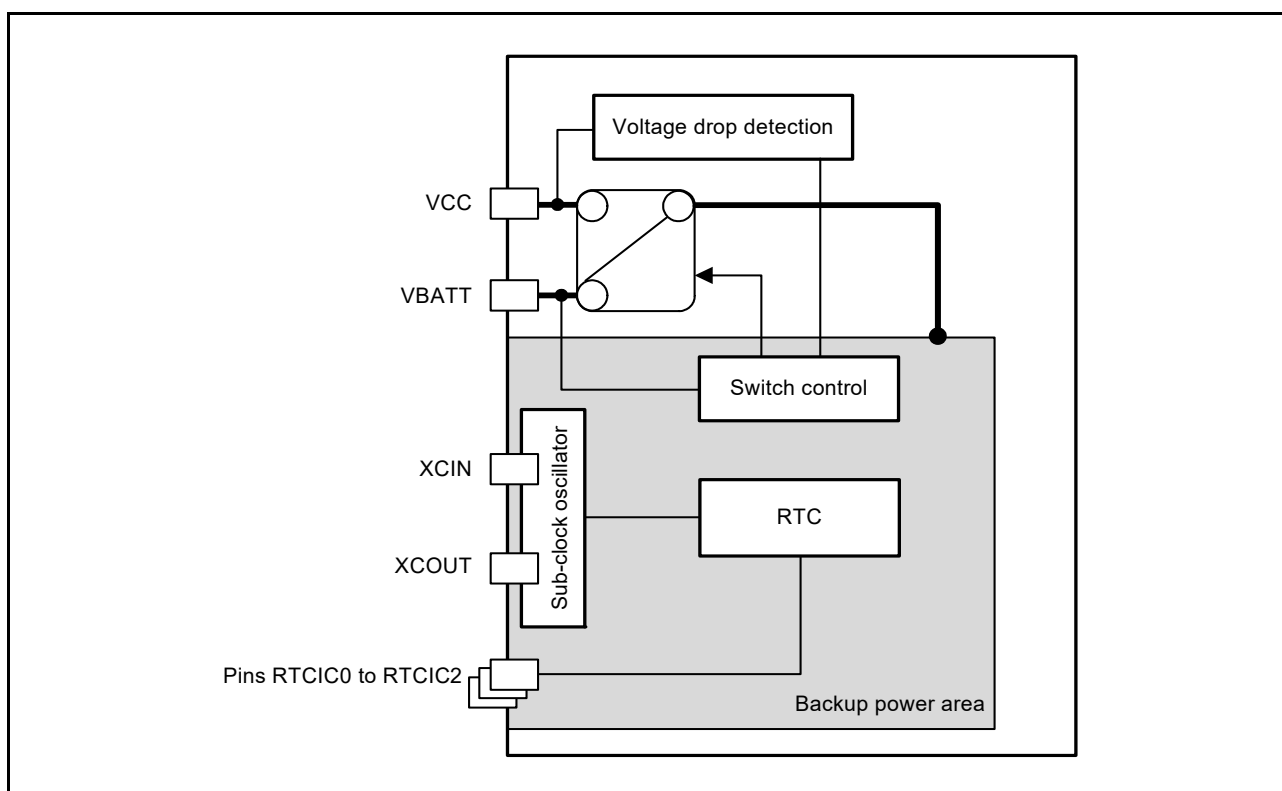 Voltage drop detection
VCC
VBATT
Switch control
XCIN
Sub-clock oscillator
RTC
XCOUT
Pins RTCIC0 to RTCIC2
Backup power area